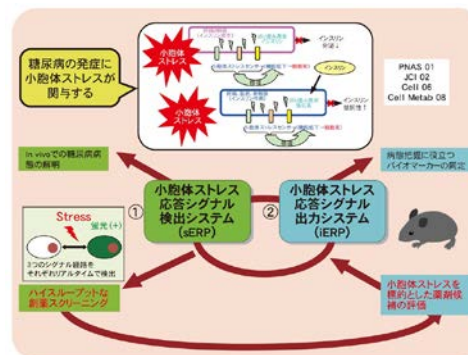 糖尿病の発症に
小胞体ストレスが
関与する
小胞体
ストレス
インスリン
小胞体
ストレス
インスリン
PNAS 01
JCI 02
Cell 06
Cell Metab 08
In vivoでの糖尿病病
態の解明
病態把握に役立つ
バイオマーカーの同定
①
小胞体ストレス
応答シグナル
検出システム
(sERP)
②
小胞体ストレス
応答シグナル
出力システム
(iERP)
Stress
蛍光(+)
3つのシグナル経路を
それぞれリアルタイムで検出
ハイスループットな
創薬スクリーニング
小胞体ストレスを
標的とした薬剤候
補の評価